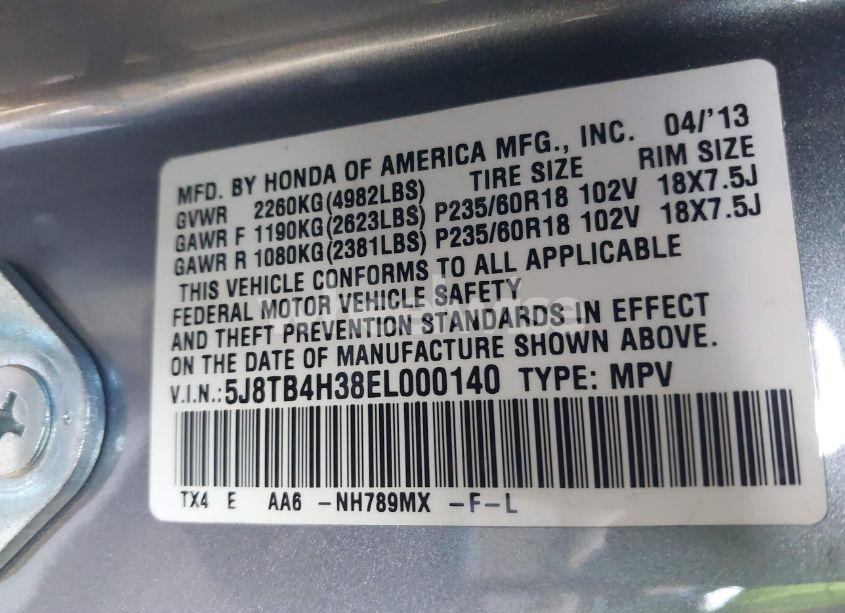 MFD. BY HONDA OF AMERICA MFG., INC. 04/'13
GVWR 2260KG(4982LBS) TIRE SIZE RIM SIZE
GAWR F 1190KG(2623LBS) P235/60R18 102V 18X7.5J
GAWR R 1080KG(2381LBS) P235/60R18 102V 18X7.5J
THIS VEHICLE CONFORMS TO ALL APPLICABLE
FEDERAL MOTOR VEHICLE SAFETY
AND THEFT PREVENTION STANDARDS IN EFFECT
ON THE DATE OF MANUFACTURE SHOWN ABOVE.
V.I.N.:5J8TB4H38EL000140 TYPE: MPV
TX4 E AA6 -NH789MX -F-L